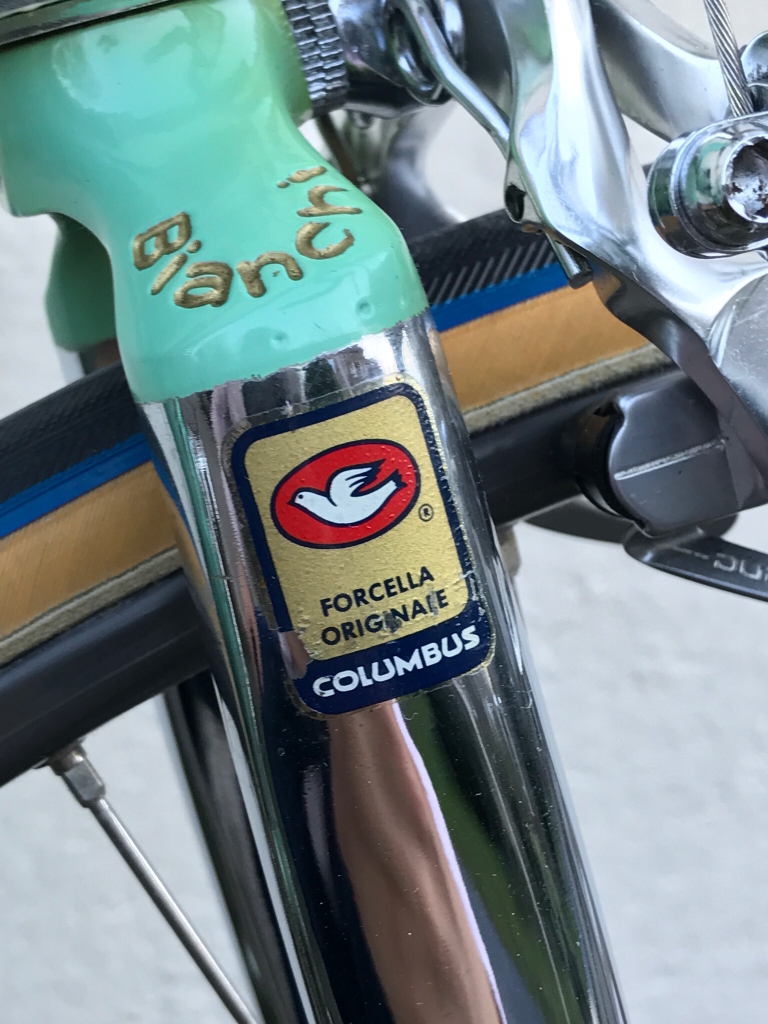 Bianchi
®
FORCELLA
ORIGINALE
COLUMBUS